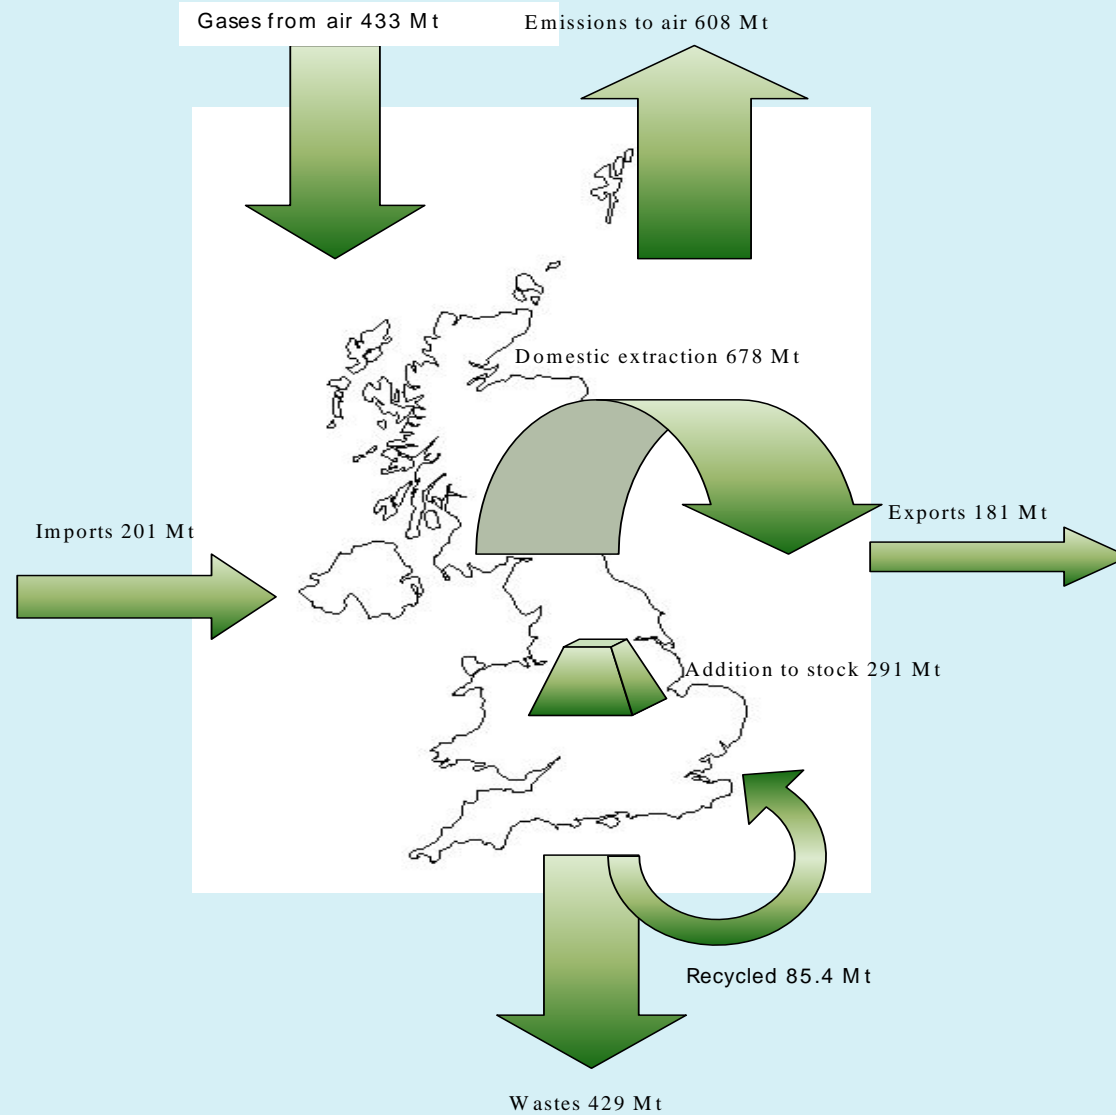 Gases from air 433 Mt
Emissions to air 608 Mt
Domestic extraction 678 Mt
Exports 181 Mt
Imports 201 Mt
Addition to stock 291 Mt
Recycled 85.4 Mt
Wastes 429 Mt